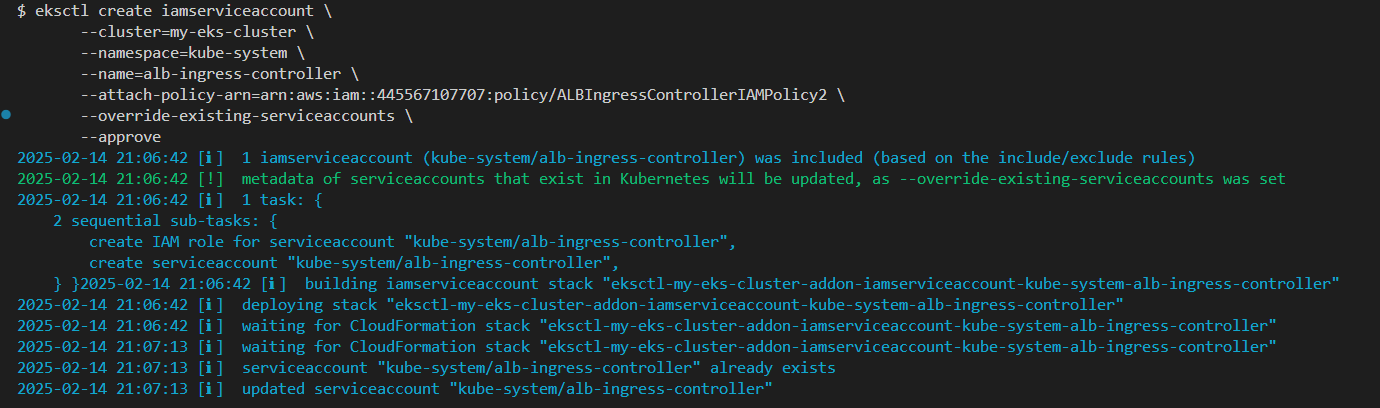 $ eksctl create iamserviceaccount \
--cluster=my-eks-cluster \
--namespace=kube-system \
--name=alb-ingress-controller \
--attach-policy-arn=arn:aws:iam::445567107707:policy/ALBIngressControllerIAMPolicy2 \
--override-existing-serviceaccounts \
--approve
2025-02-14 21:06:42 [ℹ]  1 iamserviceaccount (kube-system/alb-ingress-controller) was included (based on the include/exclude rules)
2025-02-14 21:06:42 [!]  metadata of serviceaccounts that exist in Kubernetes will be updated, as --override-existing-serviceaccounts was set
2025-02-14 21:06:42 [ℹ]  1 task: {
2 sequential sub-tasks: {
create IAM role for serviceaccount "kube-system/alb-ingress-controller",
create serviceaccount "kube-system/alb-ingress-controller",
} }2025-02-14 21:06:42 [ℹ]  building iamserviceaccount stack "eksctl-my-eks-cluster-addon-iamserviceaccount-kube-system-alb-ingress-controller"
2025-02-14 21:06:42 [ℹ]  deploying stack "eksctl-my-eks-cluster-addon-iamserviceaccount-kube-system-alb-ingress-controller"
2025-02-14 21:06:42 [ℹ]  waiting for CloudFormation stack "eksctl-my-eks-cluster-addon-iamserviceaccount-kube-system-alb-ingress-controller"
2025-02-14 21:07:13 [ℹ]  waiting for CloudFormation stack "eksctl-my-eks-cluster-addon-iamserviceaccount-kube-system-alb-ingress-controller"
2025-02-14 21:07:13 [ℹ]  serviceaccount "kube-system/alb-ingress-controller" already exists
2025-02-14 21:07:13 [ℹ]  updated serviceaccount "kube-system/alb-ingress-controller"